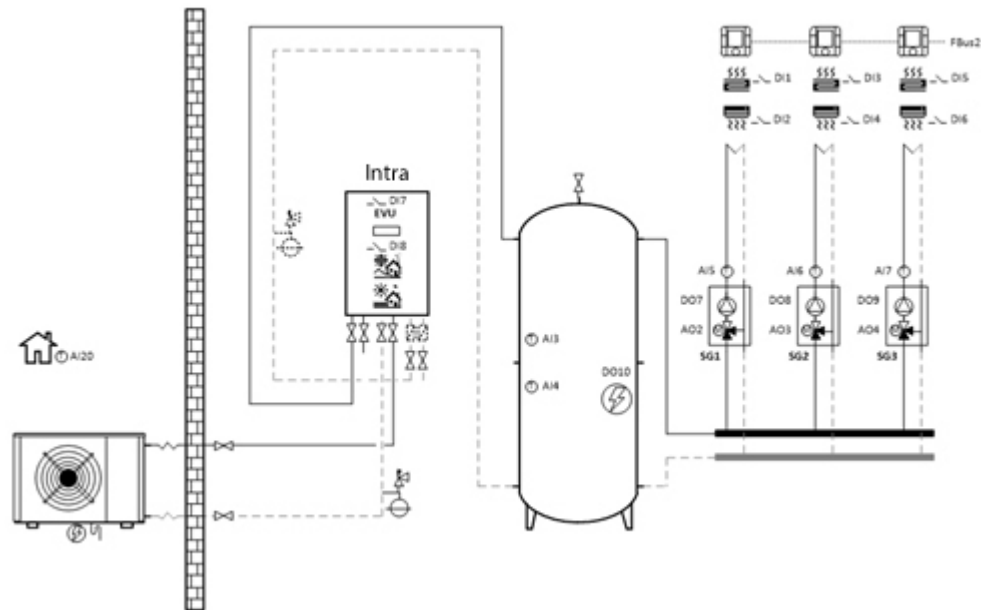 FBus2
DI1
DI3
DI5
DI2
DI4
DI6
Intra
DI7
EVU
DI8
AI5
AI6
AI7
DO7
DO8
DO9
AO2
AO3
AO4
SG1
SG2
SG3
AI20
AI3
AI4
DO10